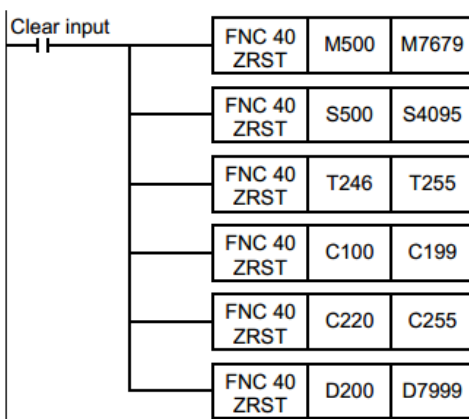 Clear input
FNC 40
ZRST
M500
M7679
FNC 40
ZRST
S500
S4095
FNC 40
ZRST
T246
T255
FNC 40
ZRST
C100
C199
FNC 40
ZRST
C220
C255
FNC 40
ZRST
D200
D7999